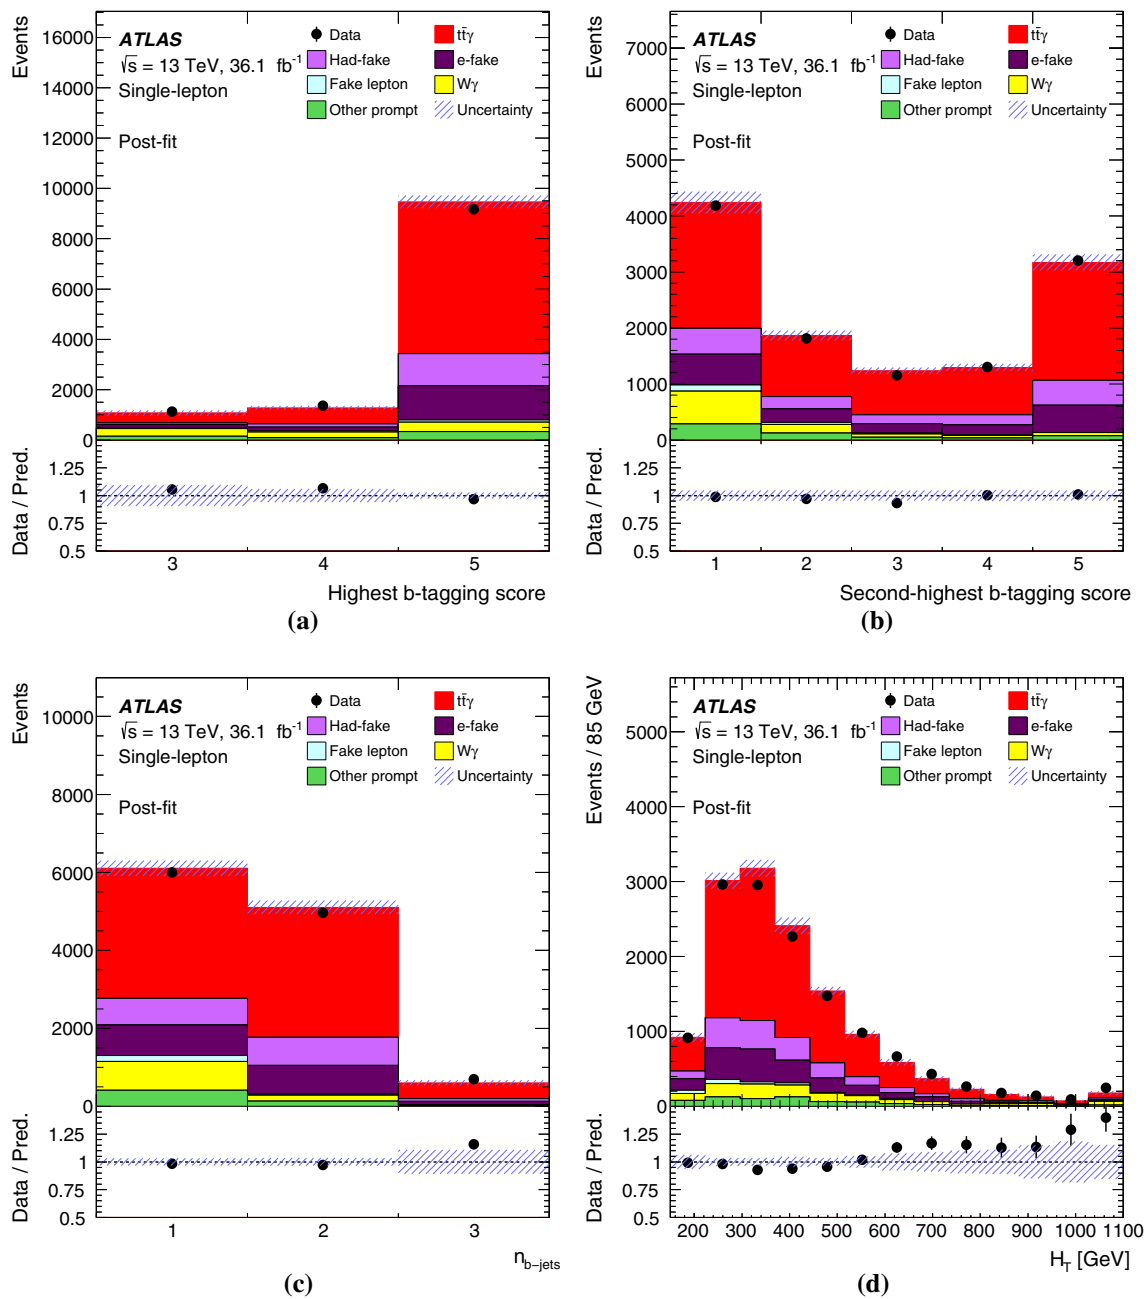 Events
16000
14000
12000
10000
8000
6000
4000
2000
0
ATLAS
√s = 13 TeV, 36.1 fb⁻¹
Single-lepton
Post-fit
Data
tt̄γ
Had-fake
e-fake
Fake lepton
Wγ
Other prompt
Uncertainty
Data / Pred.
1.25
1
0.75
0.5
3 4 5
Highest b-tagging score
(a)
Events
7000
6000
5000
4000
3000
2000
1000
0
ATLAS
√s = 13 TeV, 36.1 fb⁻¹
Single-lepton
Post-fit
Data
tt̄γ
Had-fake
e-fake
Fake lepton
Wγ
Other prompt
Uncertainty
Data / Pred.
1.25
1
0.75
0.5
1 2 3 4 5
Second-highest b-tagging score
(b)
Events
10000
8000
6000
4000
2000
0
ATLAS
√s = 13 TeV, 36.1 fb⁻¹
Single-lepton
Post-fit
Data
tt̄γ
Had-fake
e-fake
Fake lepton
Wγ
Other prompt
Uncertainty
Data / Pred.
1.25
1
0.75
0.5
1 2 3
n_b-jets
(c)
Events / 85 GeV
5000
4000
3000
2000
1000
0
ATLAS
√s = 13 TeV, 36.1 fb⁻¹
Single-lepton
Post-fit
Data
tt̄γ
Had-fake
e-fake
Fake lepton
Wγ
Other prompt
Uncertainty
Data / Pred.
1.25
1
0.75
0.5
200 300 400 500 600 700 800 900 1000 1100
H_T [GeV]
(d)